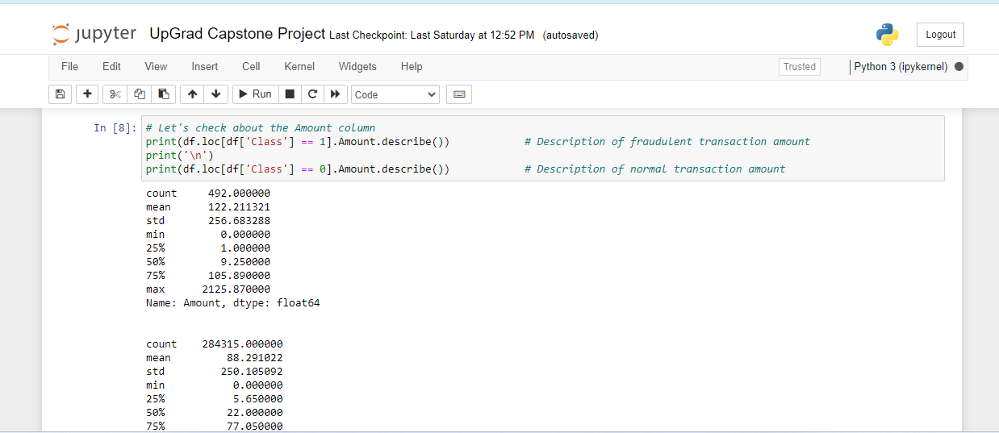 jupyter UpGrad Capstone Project Last Checkpoint: Last Saturday at 12:52 PM (autosaved)
Logout
File Edit View Insert Cell Kernel Widgets Help
Trusted
Python 3 (ipykernel)
Run
Code
In [8]: # Let's check about the Amount column
print(df.loc[df['Class'] == 1].Amount.describe()) # Description of fraudulent transaction amount
print('\n')
print(df.loc[df['Class'] == 0].Amount.describe()) # Description of normal transaction amount
count 492.000000
mean 122.211321
std 256.683288
min 0.000000
25% 1.000000
50% 9.250000
75% 105.890000
max 2125.870000
Name: Amount, dtype: float64
count 284315.000000
mean 88.291022
std 250.105092
min 0.000000
25% 5.650000
50% 22.000000
75% 77.050000